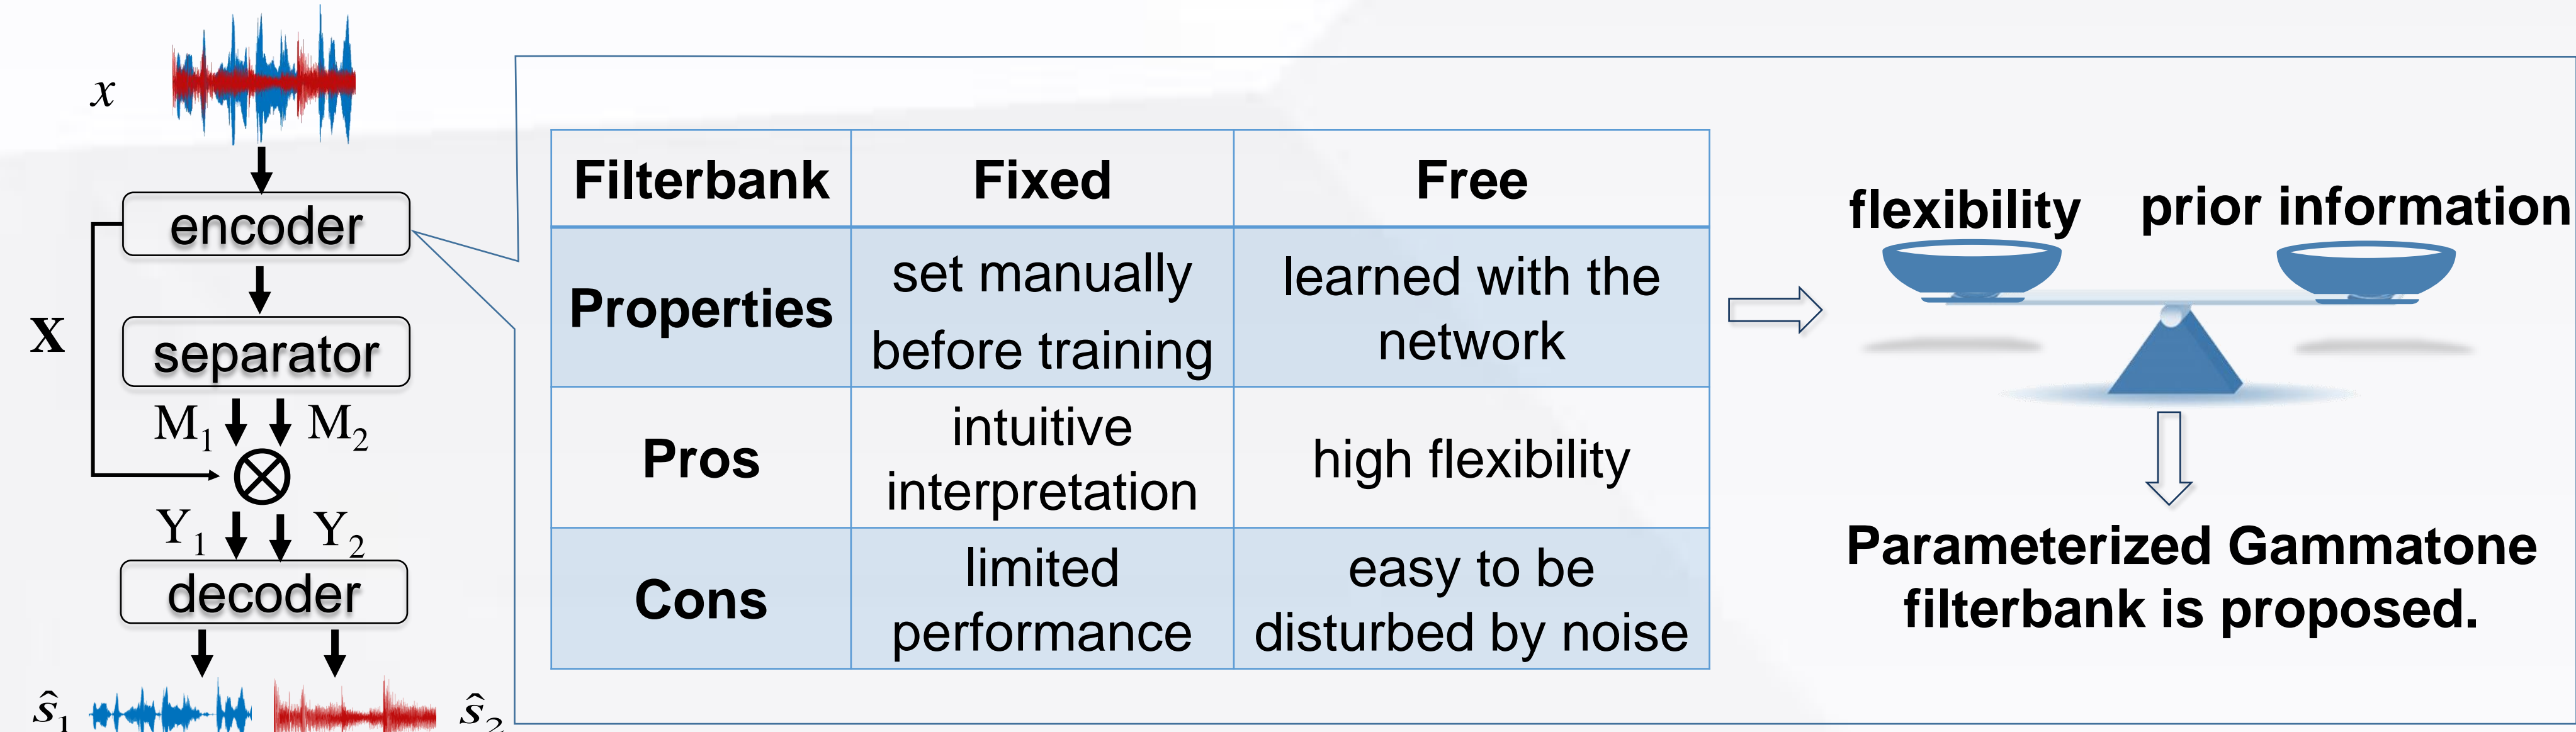 x
encoder
X
separator
M₁ M₂
Y₁ Y₂
decoder
ŝ₁ ŝ₂
Filterbank Fixed Free
Properties
set manually
before training
learned with the
network
Pros
intuitive
interpretation
high flexibility
Cons
limited
performance
easy to be
disturbed by noise
flexibility prior information
Parameterized Gammatone
filterbank is proposed.